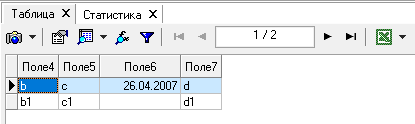 Таблица Статистика
1 / 2
Поле4 Поле5 Поле6 Поле7
b c 26.04.2007 d
b1 c1 d1